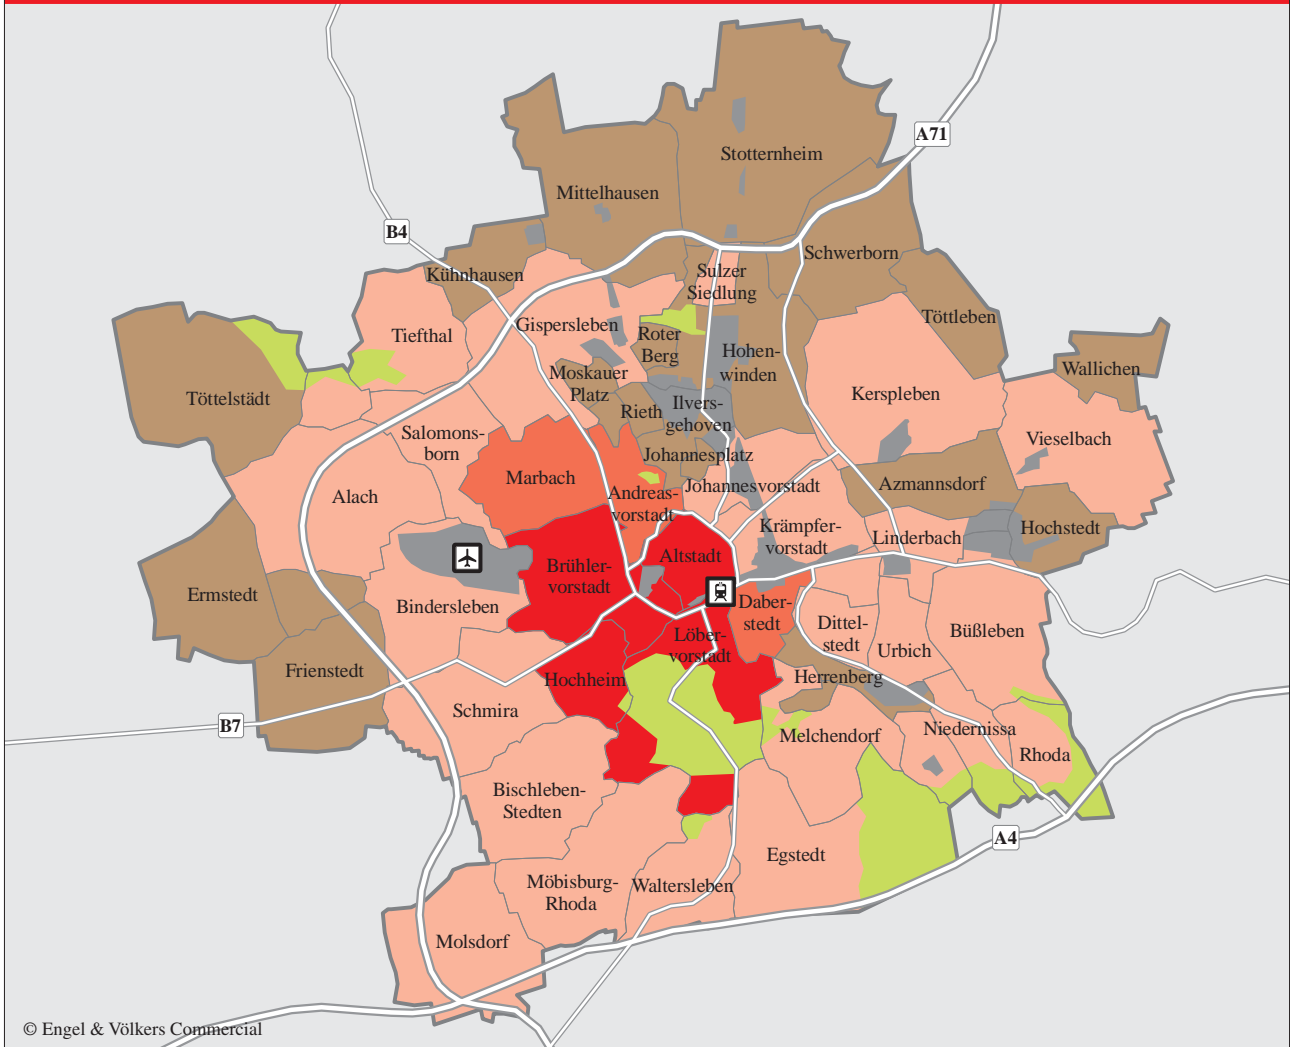 A71
Stotternheim
Mittelhausen
B4
Schwerborn
Kühnhausen
Sulzer
Siedlung
Töttleben
Gispersleben
Tiefthal
Roter
Berg
Hohen-
winden
Wallichen
Moskauer
Platz
Töttelstädt
Kerspleben
Rieth
Ilvers-
gehoven
Salomons-
born
Vieselbach
Johannesplatz
Marbach
Azmannsdorf
Johannesvorstadt
Alach
Andreas-
vorstadt
Krämpfer-
vorstadt
Hochstedt
Linderbach
Altstadt
Brühler-
vorstadt
Ermstedt
Bindersleben
Daber-
stedt
Dittel-
stedt
Büßleben
Löber-
vorstadt
Urbich
Frienstedt
Hochheim
Herrenberg
Schmira
B7
Niedernissa
Melchendorf
Rhoda
Bischleben-
Stedten
A4
Egstedt
Möbisburg-
Rhoda
Waltersleben
Molsdorf
© Engel & Völkers Commercial